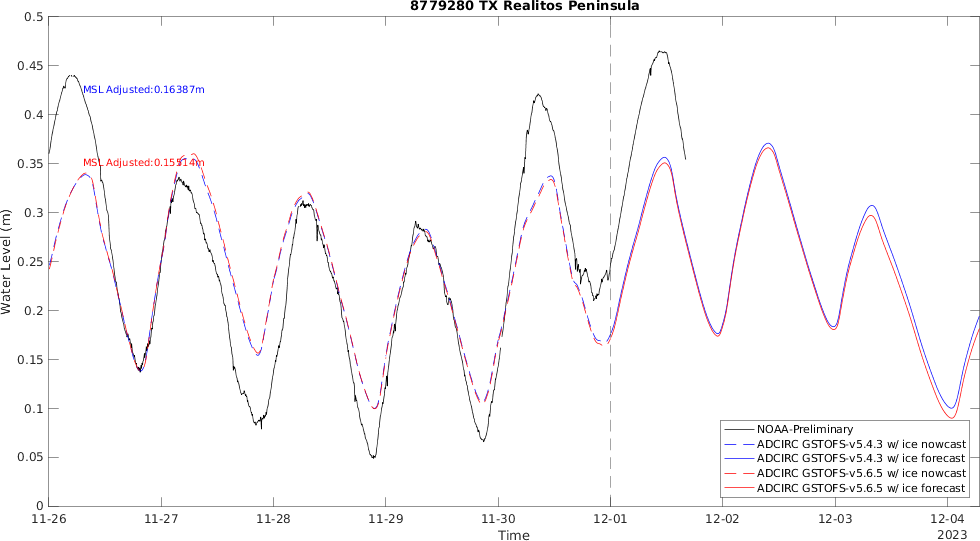 8779280 TX Realitos Peninsula
0.5
0.45
0.4
0.35
0.3
0.25
0.2
0.15
0.1
0.05
0
Water Level (m)
MSL Adjusted:0.16387m
MSL Adjusted:0.15514m
NOAA-Preliminary
ADCIRC GSTOFS-v5.4.3 w/ ice nowcast
ADCIRC GSTOFS-v5.4.3 w/ ice forecast
ADCIRC GSTOFS-v5.6.5 w/ ice nowcast
ADCIRC GSTOFS-v5.6.5 w/ ice forecast
11-26 11-27 11-28 11-29 11-30 12-01 12-02 12-03 12-04
Time
2023